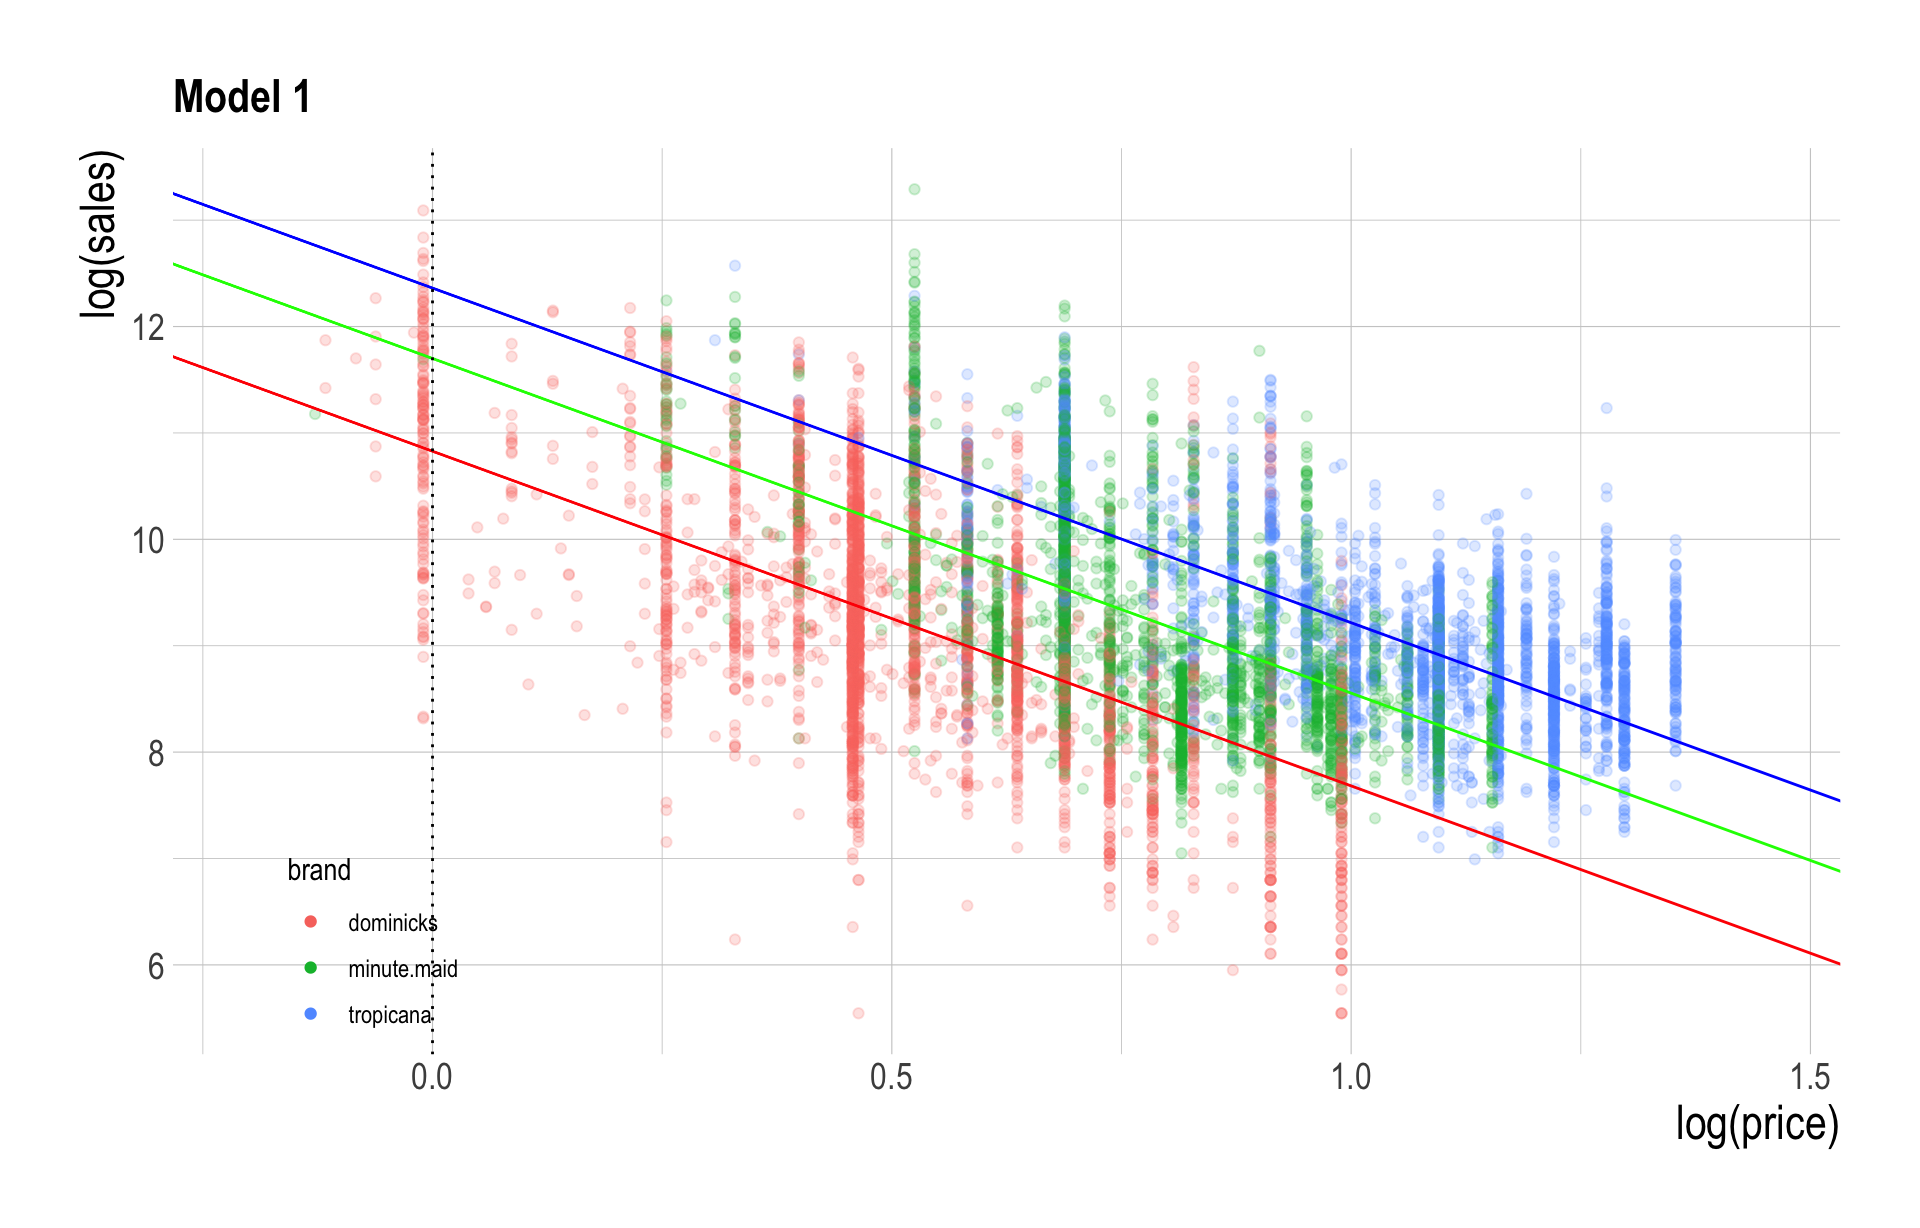 Model 1
log(sales)
12
10
8
6
brand
dominicks
minute.maid
tropicana
0.0 0.5 1.0 1.5
log(price)